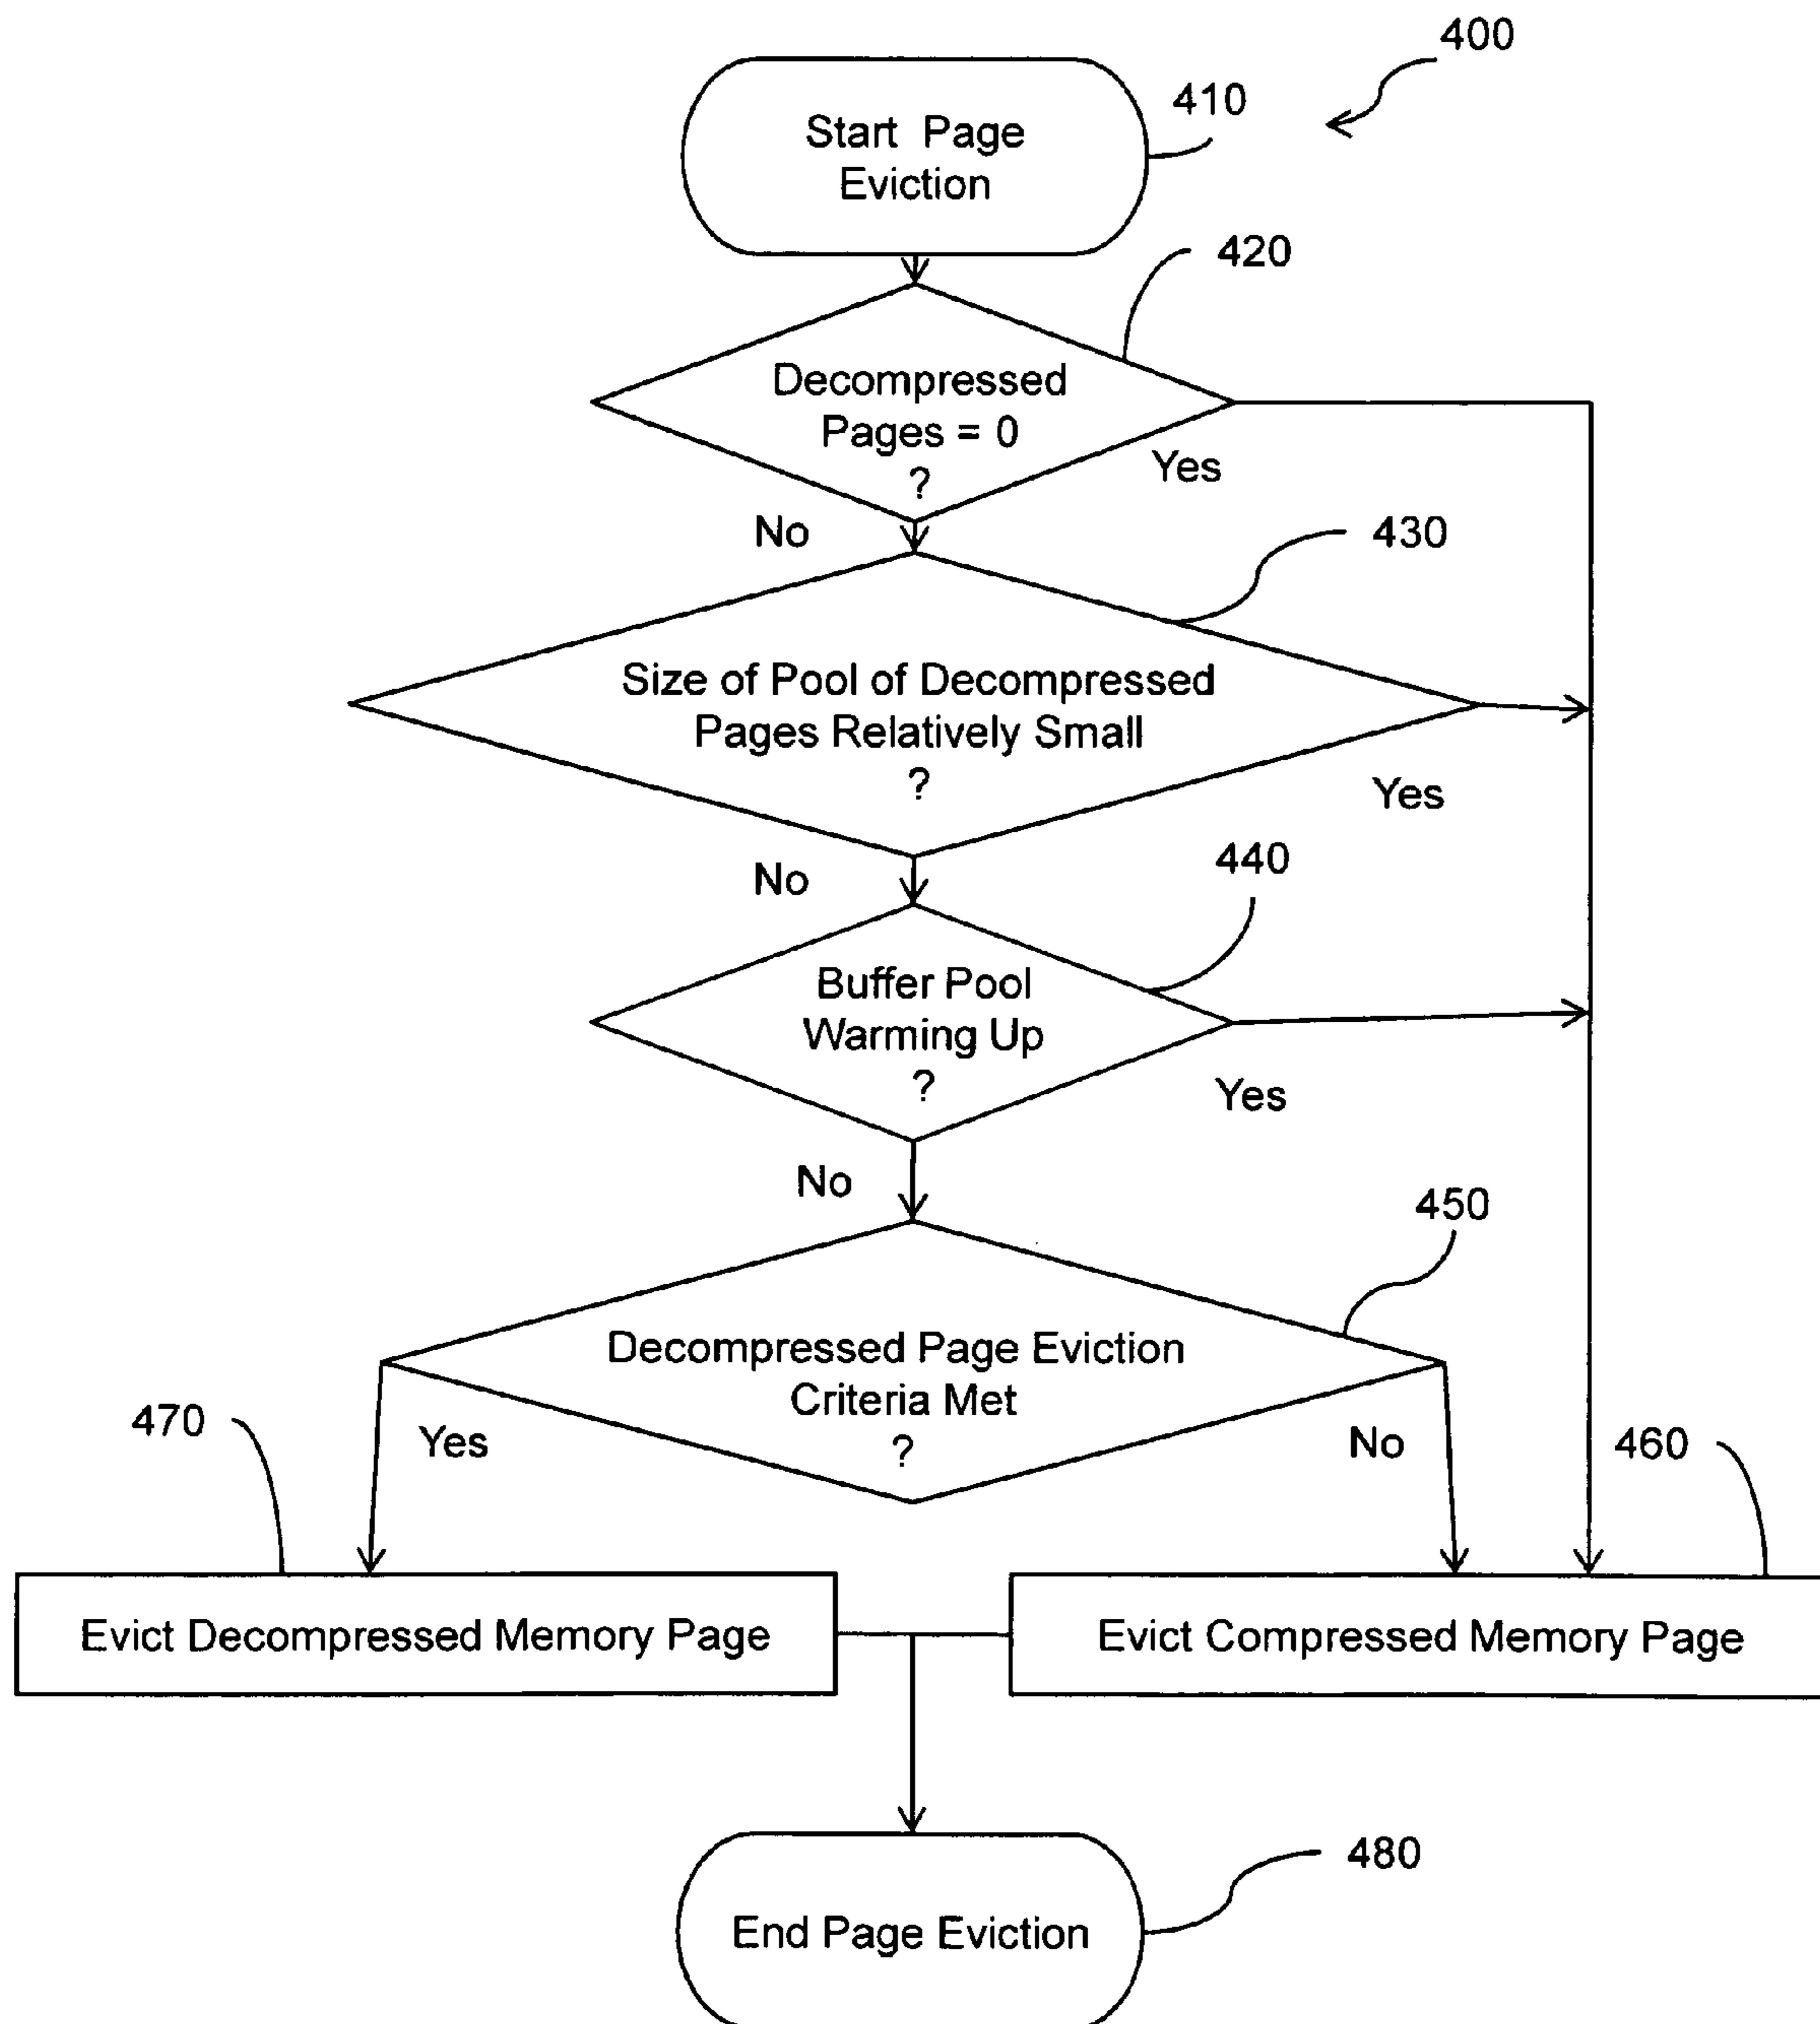 400
410
Start Page
Eviction
420
Decompressed
Pages = 0
?
Yes
No
430
Size of Pool of Decompressed
Pages Relatively Small
?
Yes
No
440
Buffer Pool
Warming Up
?
Yes
No
450
Decompressed Page Eviction
Criteria Met
?
470
Yes
No
460
Evict Decompressed Memory Page
Evict Compressed Memory Page
480
End Page Eviction